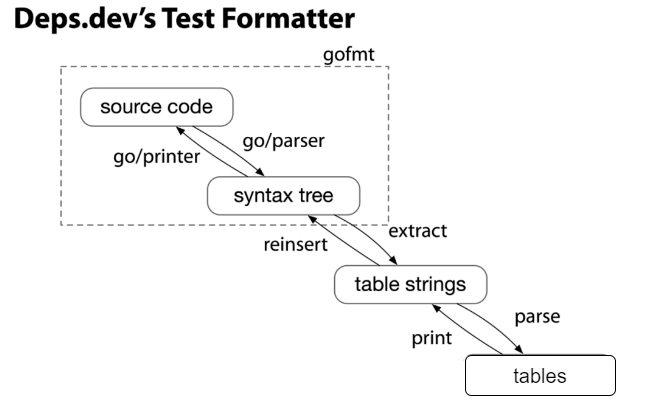 Deps.dev’s Test Formatter
gofmt
source code
go/parser
go/printer
syntax tree
extract
reinsert
table strings
parse
print
tables